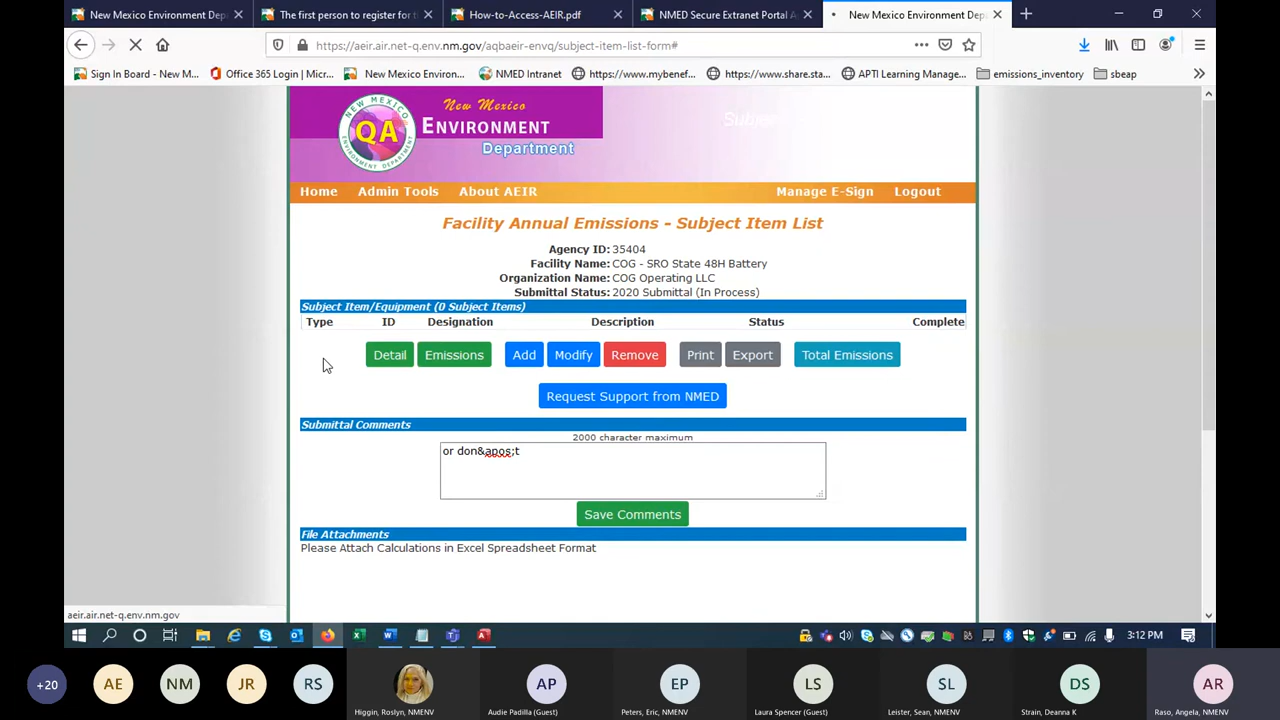 New Mexico Environment Dep
The first person to register for t
How-to-Access-AEIR.pdf
NMED Secure Extranet Portal A
New Mexico Environment Dep
https://aeir.air.net-q.env.nm.gov/aqbaeir-envq/subject-item-list-form#
Sign In Board - New M...
Office 365 Login | Micr...
New Mexico Environ...
NMED Intranet
https://www.mybenef...
https://www.share.sta...
APTI Learning Manage...
emissions_inventory
sbeap
NEW MEXICO
QA
ENVIRONMENT DEPARTMENT
New Mexico
ENVIRONMENT
Department
Home Admin Tools About AEIR Manage E-Sign Logout
Facility Annual Emissions - Subject Item List
Agency ID: 35404
Facility Name: COG - SRO State 48H Battery
Organization Name: COG Operating LLC
Submittal Status: 2020 Submittal (In Process)
Subject Item/Equipment (0 Subject Items)
Type ID Designation Description Status Complete
Detail Emissions Add Modify Remove Print Export Total Emissions
Request Support from NMED
Submittal Comments
2000 character maximum
or don&apos;t
Save Comments
File Attachments
Please Attach Calculations in Excel Spreadsheet Format
aeir.air.net-q.env.nm.gov
3:12 PM
+20 AE NM JR RS AP EP LS SL DS AR
Higgin, Roslyn, NMENV
Audie Padilla (Guest)
Peters, Eric, NMENV
Laura Spencer (Guest)
Leister, Sean, NMENV
Strain, Deanna K
Raso, Angela, NMENV